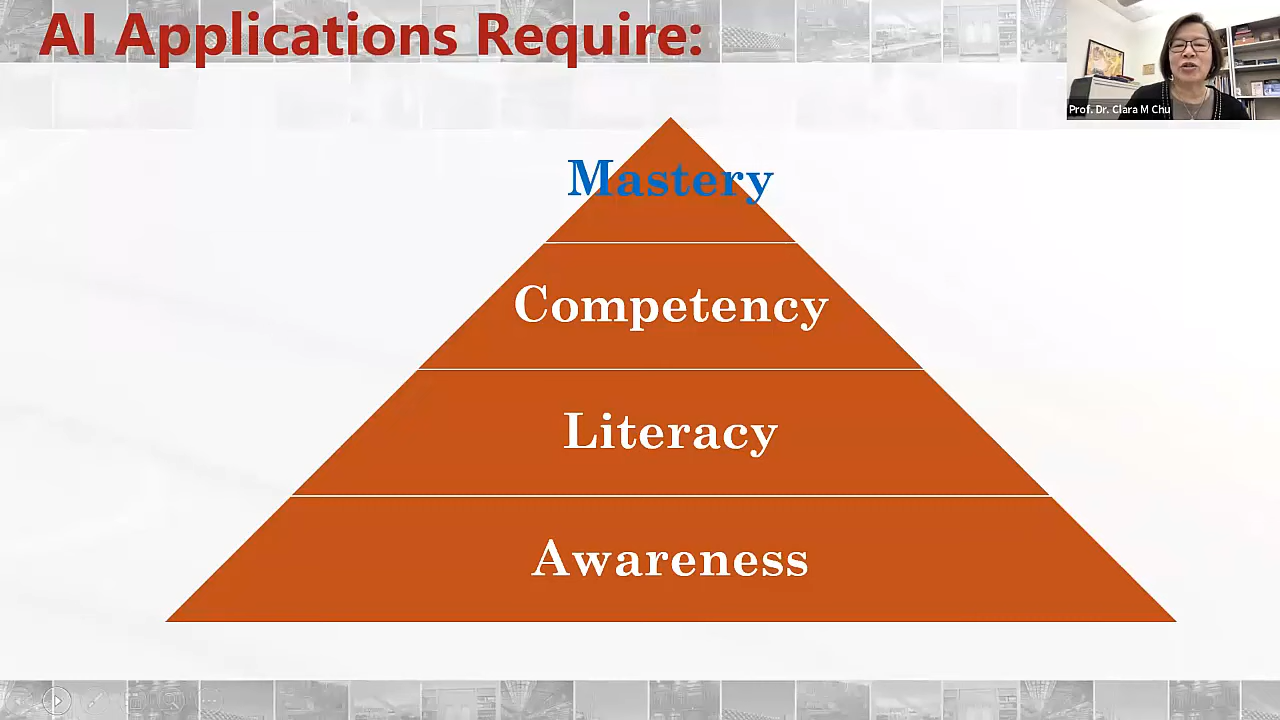 AI Applications Require:
Prof. Dr. Clara M Chu
Mastery
Competency
Literacy
Awareness